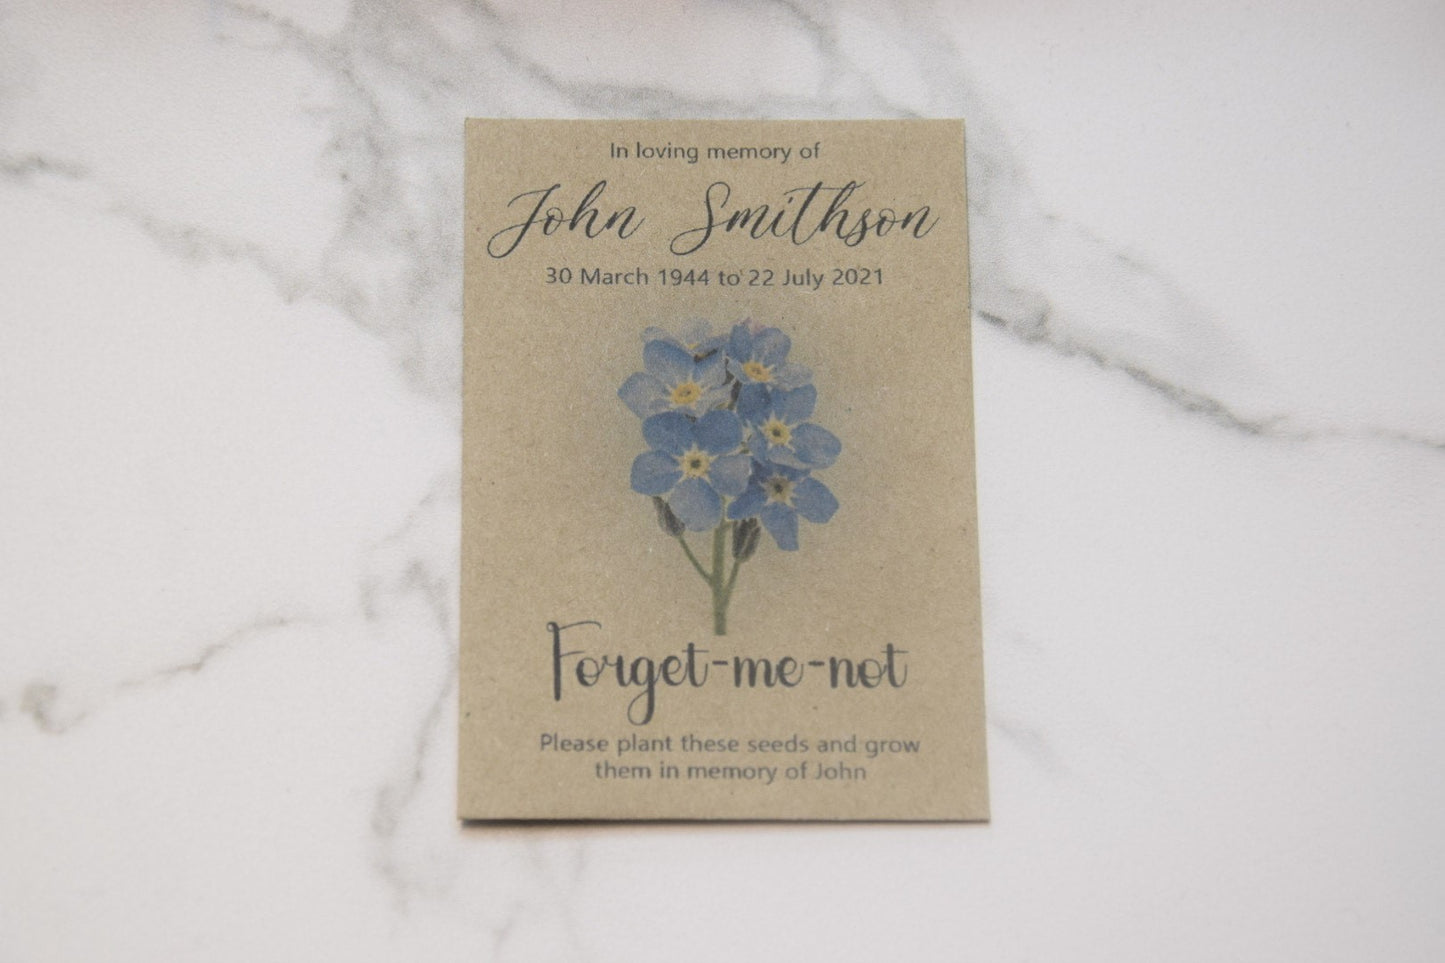 In loving memory of
John Smithson
30 March 1944 to 22 July 2021
Forget-me-not
Please plant these seeds and grow
them in memory of John